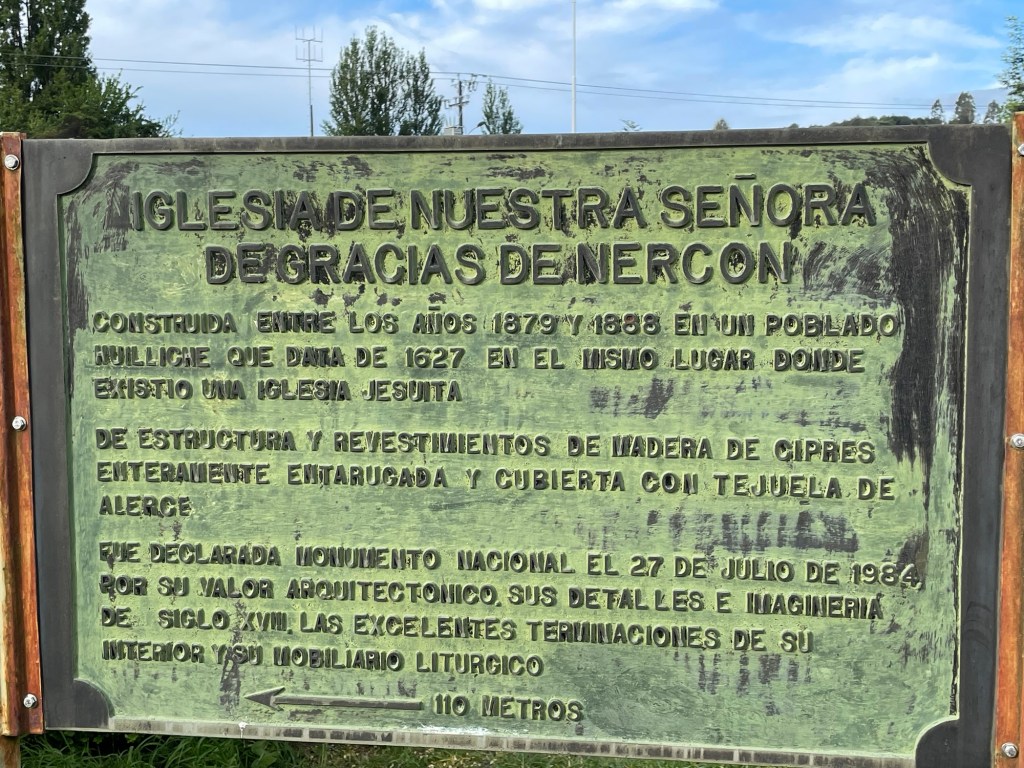 IGLESIA DE NUESTRA SEÑORA
DE GRACIAS DE NERCON
CONSTRUIDA ENTRE LOS AÑOS 1879 Y 1888 EN UN POBLADO
HUILLICHE QUE DATA DE 1627 EN EL MISMO LUGAR DONDE
EXISTIO UNA IGLESIA JESUITA
DE ESTRUCTURA Y REVESTIMIENTOS DE MADERA DE CIPRES
ENTERAMENTE ENTARUGADA Y CUBIERTA CON TEJUELA DE
ALERCE
FUE DECLARADA MONUMENTO NACIONAL EL 27 DE JULIO DE 1984,
POR SU VALOR ARQUITECTONICO, SUS DETALLES E IMAGINERIA
DE SIGLO XVIII, LAS EXCELENTES TERMINACIONES DE SU
INTERIOR Y SU MOBILIARIO LITURGICO
110 METROS